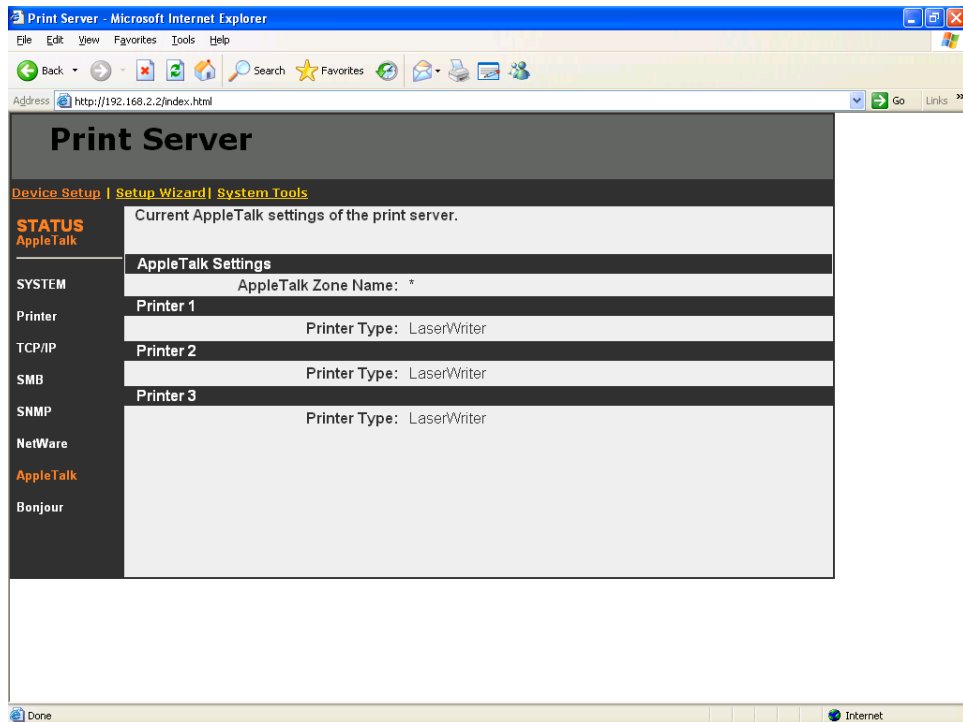 Print Server - Microsoft Internet Explorer
File Edit View Favorites Tools Help
Back Search Favorites
Address http://192.168.2.2/index.html Go Links »
Print Server
Device Setup | Setup Wizard | System Tools
STATUS
AppleTalk
SYSTEM
Printer
TCP/IP
SMB
SNMP
NetWare
AppleTalk
Bonjour
Current AppleTalk settings of the print server.
AppleTalk Settings
AppleTalk Zone Name: *
Printer 1
Printer Type: LaserWriter
Printer 2
Printer Type: LaserWriter
Printer 3
Printer Type: LaserWriter
Done Internet